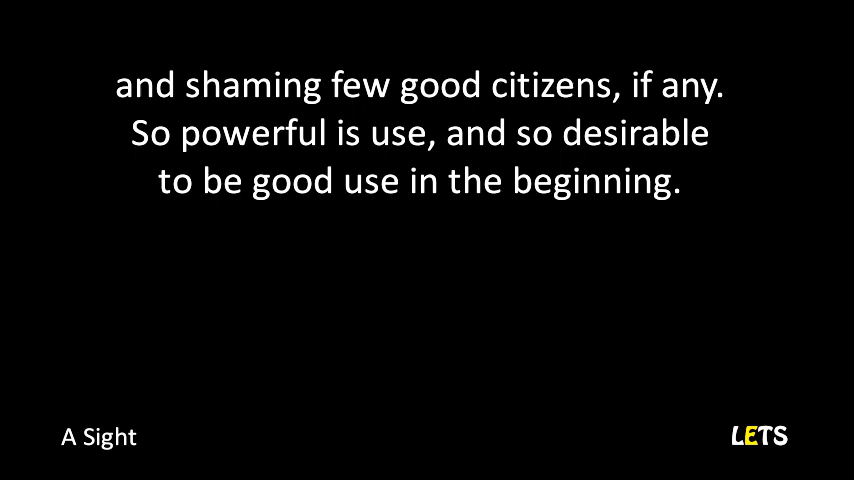 and shaming few good citizens, if any.
So powerful is use, and so desirable
to be good use in the beginning.
A Sight
LETS